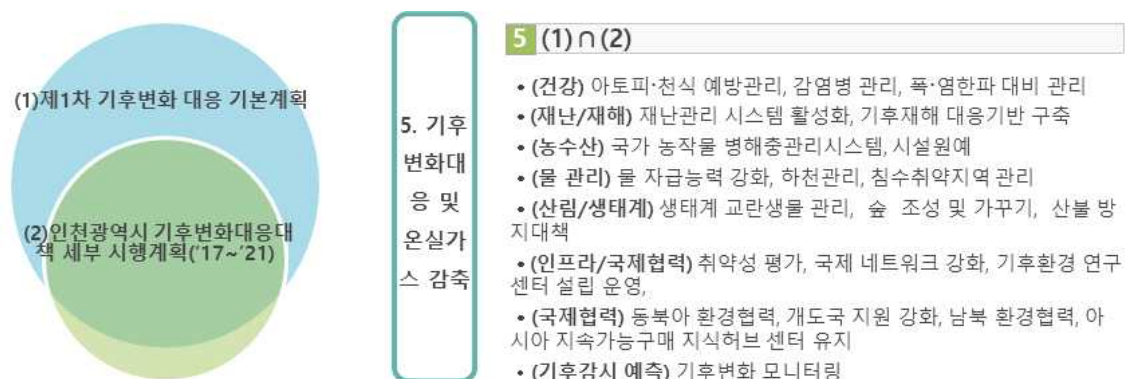 (1)제1차 기후변화 대응 기본계획
(2)인천광역시 기후변화대응대
책 세부 시행계획('17~'21)
5. 기후
변화대
응 및
온실가
스 감축
5 (1)∩(2)
• (건강) 아토피·천식 예방관리, 감염병 관리, 폭·염한파 대비 관리
• (재난/재해) 재난관리 시스템 활성화, 기후재해 대응기반 구축
• (농수산) 국가 농작물 병해충관리시스템, 시설원예
• (물 관리) 물 자급능력 강화, 하천관리, 침수취약지역 관리
• (산림/생태계) 생태계 교란생물 관리, 숲 조성 및 가꾸기, 산불 방
지대책
• (인프라/국제협력) 취약성 평가, 국제 네트워크 강화, 기후환경 연구
센터 설립 운영,
• (국제협력) 동북아 환경협력, 개도국 지원 강화, 남북 환경협력, 아
시아 지속가능구매 지식허브 센터 유지
• (기후감시 예측) 기후변화 모니터링